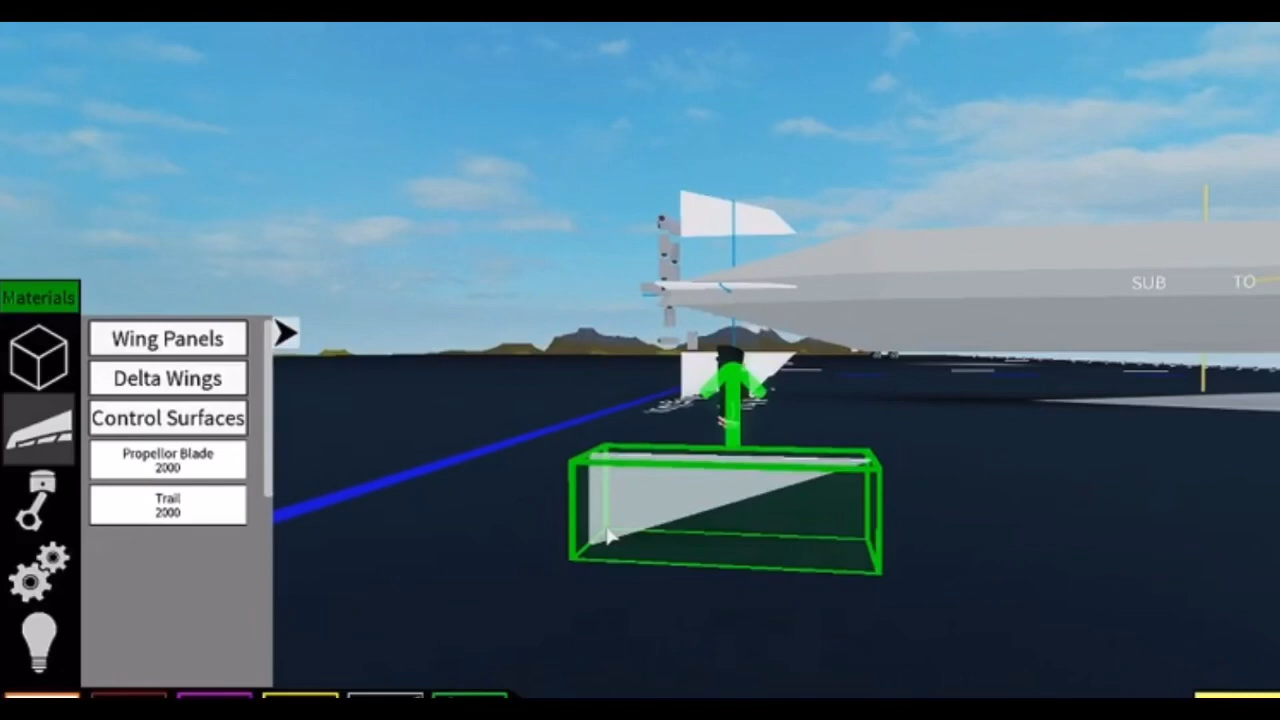 SUB TO
Materials
Wing Panels
Delta Wings
Control Surfaces
Propellor Blade
2000
Trail
2000